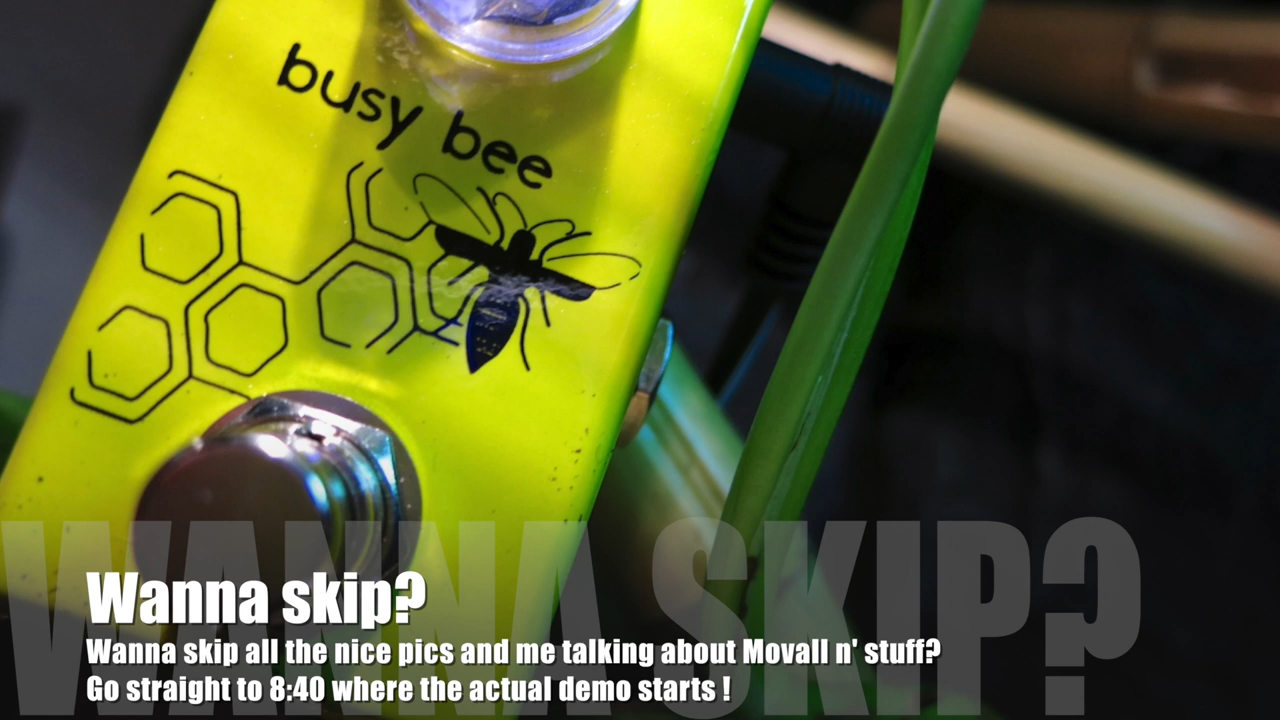 busy bee
WANNA SKIP?
Wanna skip?
Wanna skip all the nice pics and me talking about Movall n' stuff?
Go straight to 8:40 where the actual demo starts !